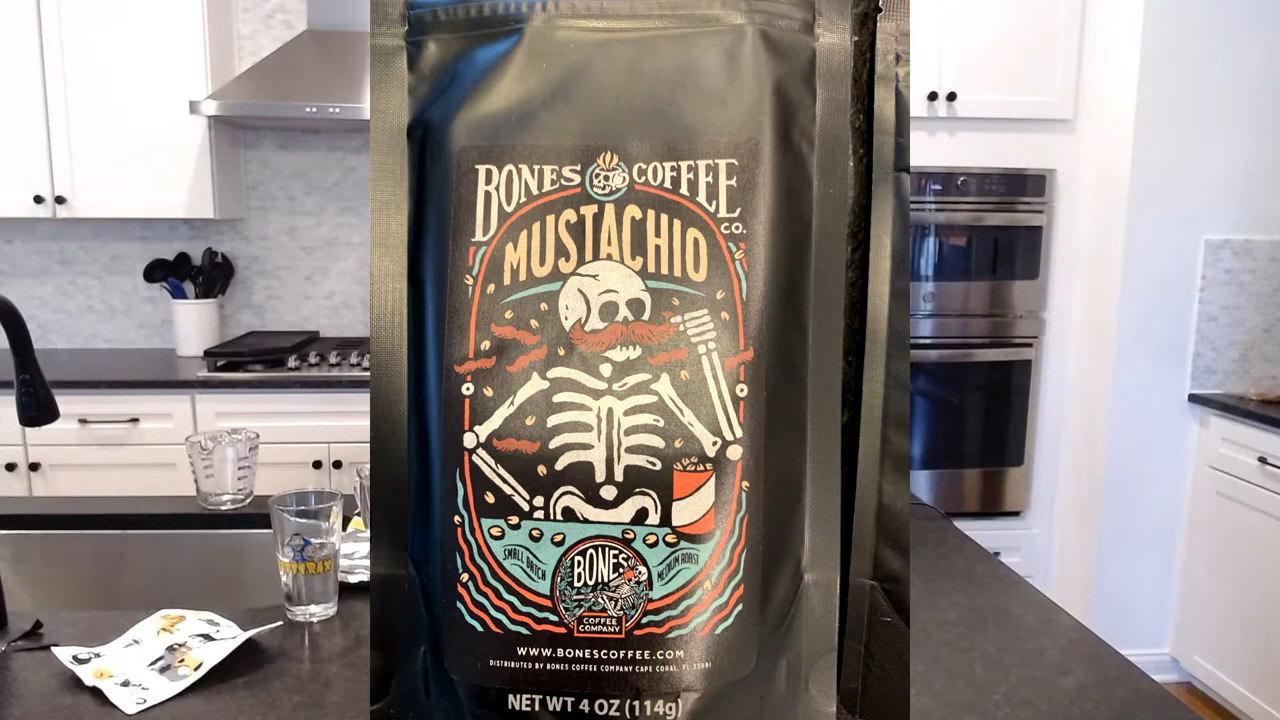 BONES COFFEE
CO.
MUSTACHIO
SMALL BATCH
MEDIUM ROAST
BONES
COFFEE
COMPANY
WWW.BONESCOFFEE.COM
DISTRIBUTED BY BONES COFFEE COMPANY CAPE CORAL, FL 33991
NET WT 4 OZ (114g)